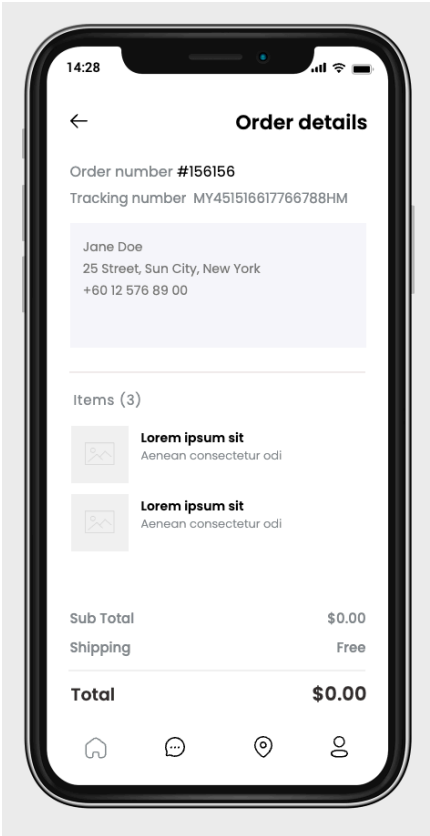 14:28
Order details
Order number #156156
Tracking number MY451516617766788HM
Jane Doe
25 Street, Sun City, New York
+60 12 576 89 00
Items (3)
Lorem ipsum sit
Aenean consectetur odi
Lorem ipsum sit
Aenean consectetur odi
Sub Total $0.00
Shipping Free
Total $0.00